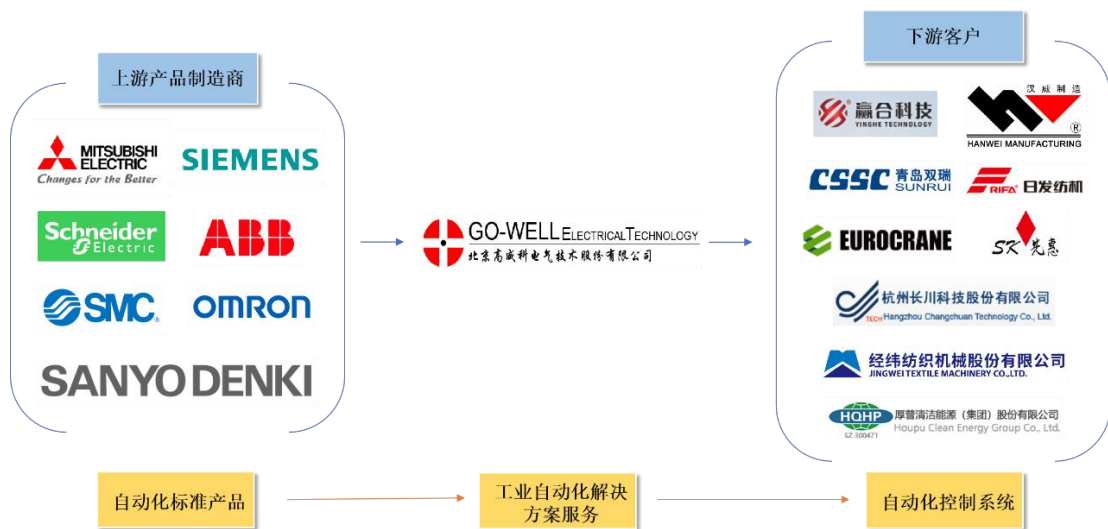 上游产品制造商
MITSUBISHI
ELECTRIC
Changes for the Better
SIEMENS
Schneider
Electric
ABB
SMC
OMRON
SANYO DENKI
GO-WELL ELECTRICAL TECHNOLOGY
北京高威科电气技术股份有限公司
下游客户
赢合科技
YINGHE TECHNOLOGY
汉威制造
®
HANWEI MANUFACTURING
CSSC 青岛双瑞
SUNRUI
RIFA® 日发纺机
EUROCRANE
SK 先惠
杭州长川科技股份有限公司
TECH Hangzhou Changchuan Technology Co., Ltd.
经纬纺织机械股份有限公司
JINGWEI TEXTILE MACHINERY CO.,LTD.
HQHP
SZ 300471
厚普清洁能源（集团）股份有限公司
Houpu Clean Energy Group Co., Ltd.
自动化标准产品
工业自动化解决
方案服务
自动化控制系统